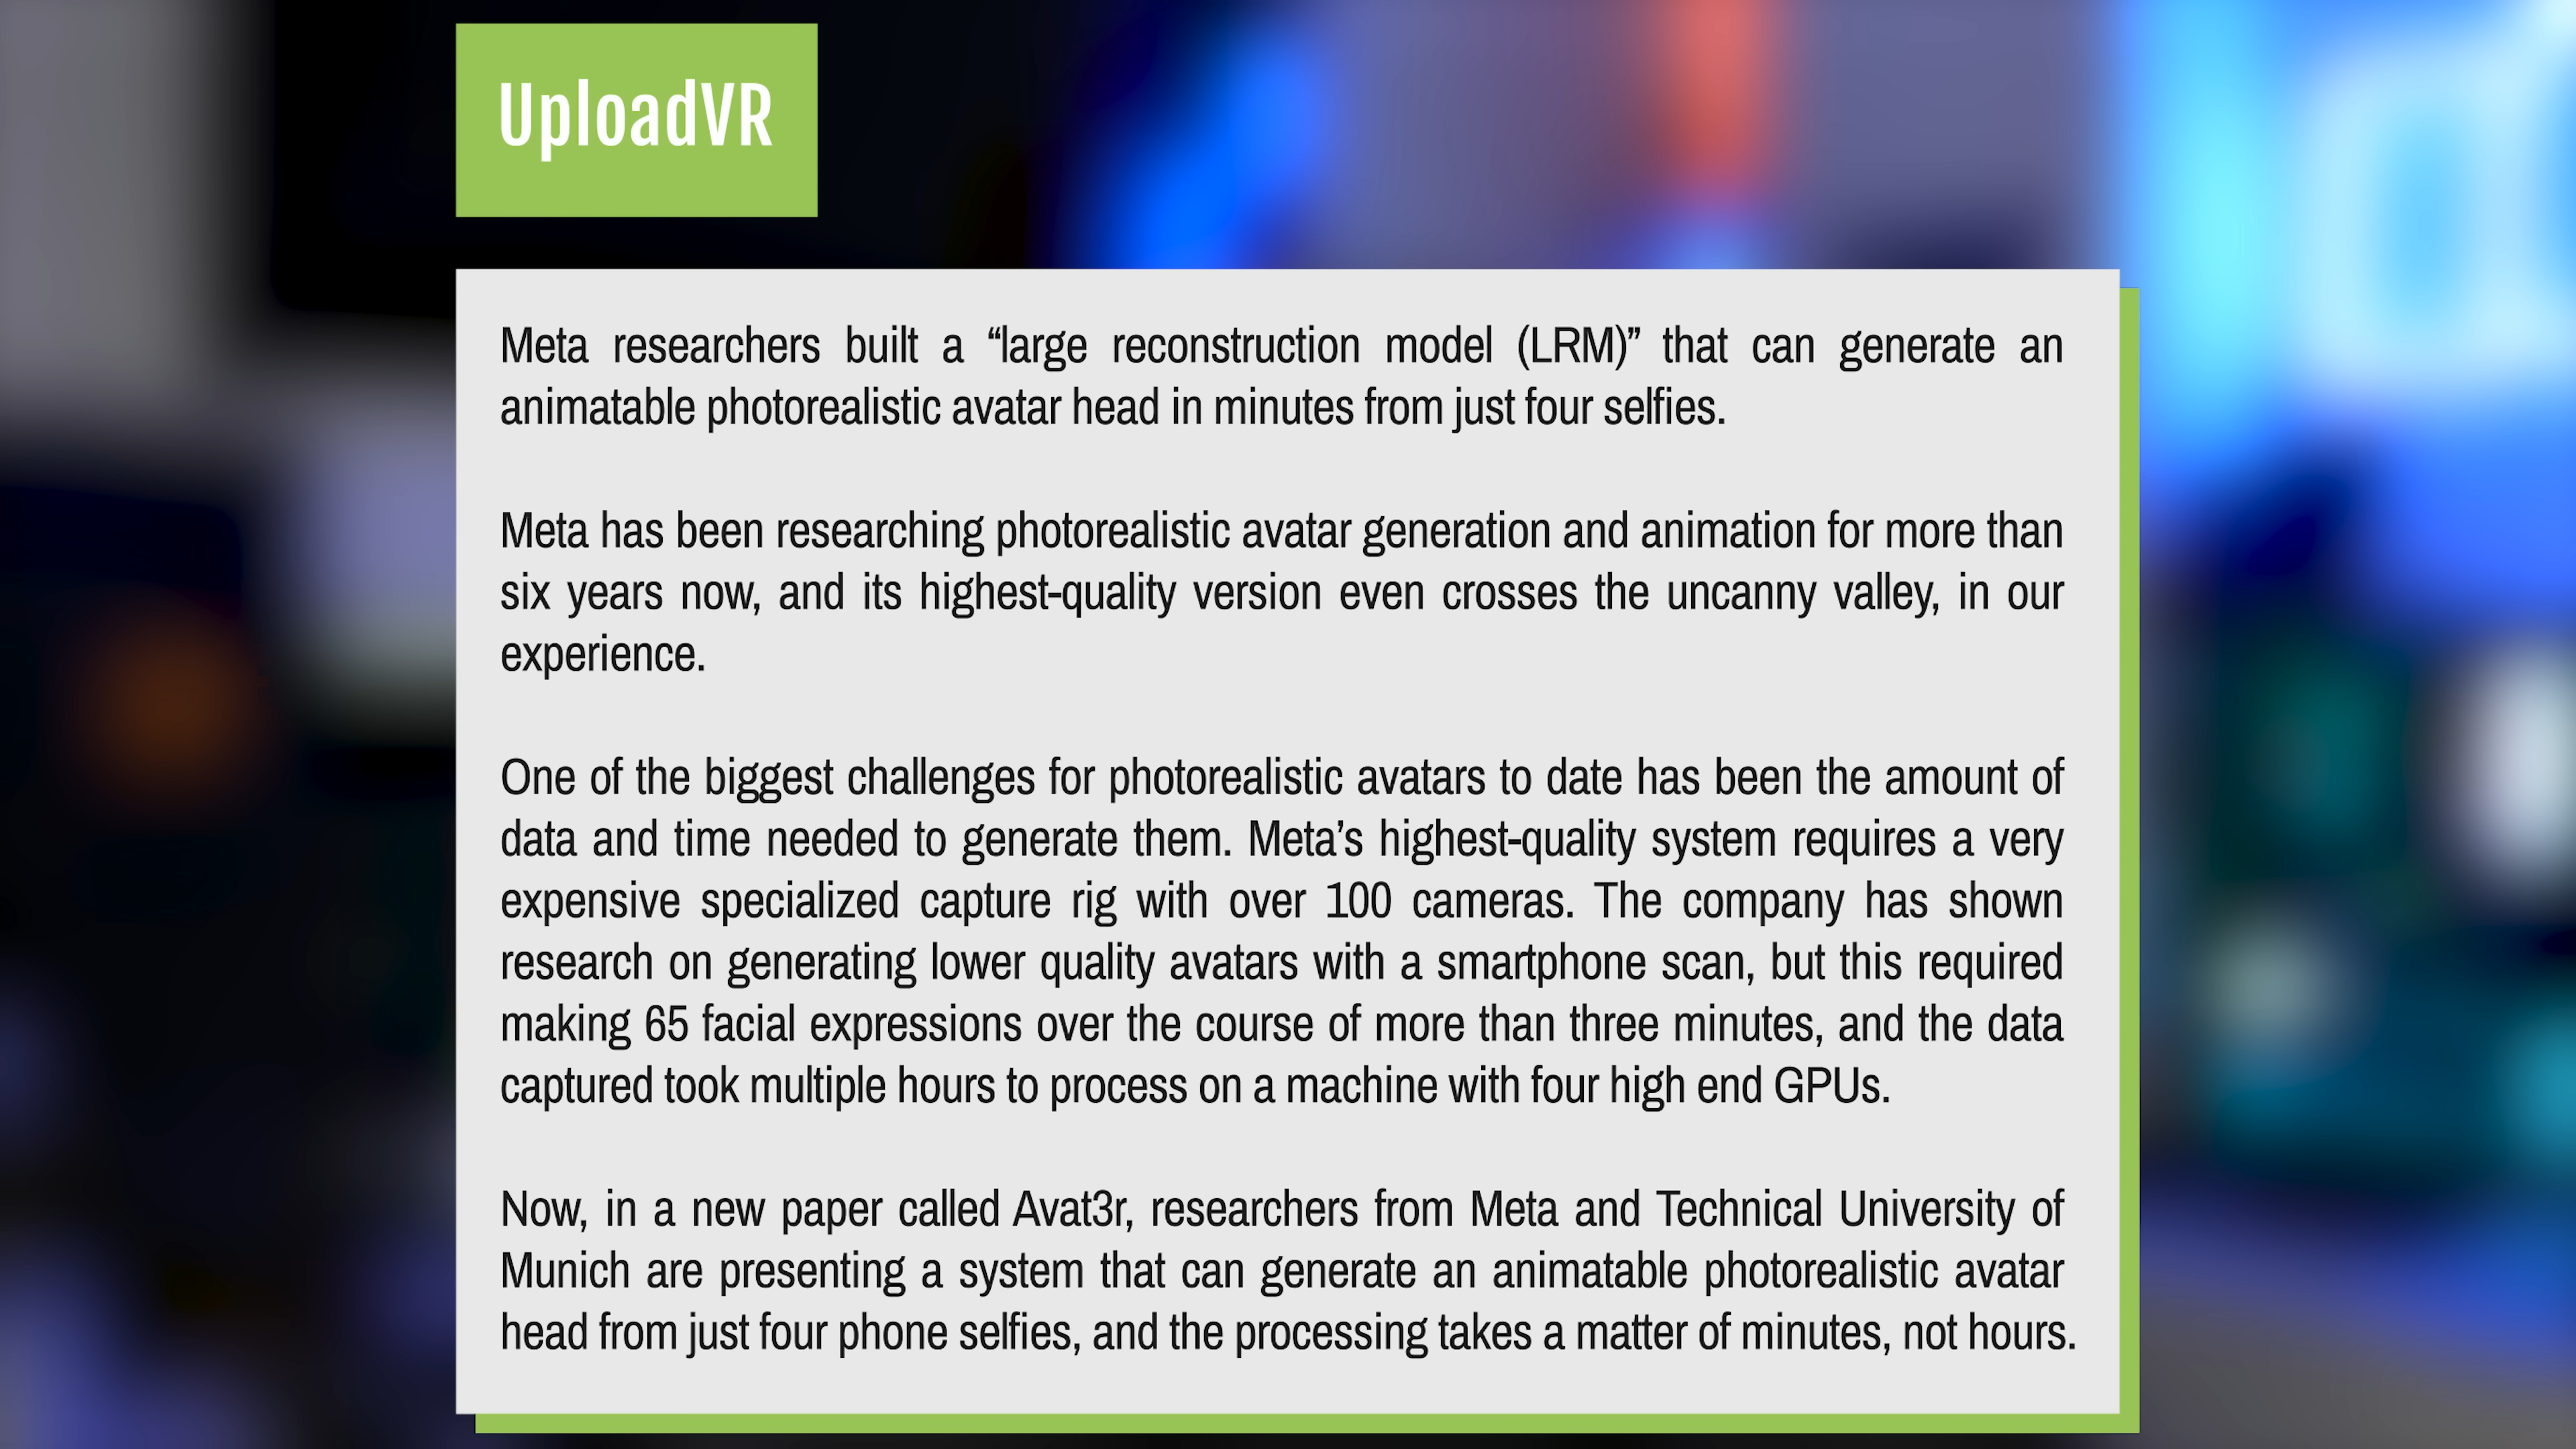 UploadVR
Meta researchers built a “large reconstruction model (LRM)” that can generate an
animatable photorealistic avatar head in minutes from just four selfies.
Meta has been researching photorealistic avatar generation and animation for more than
six years now, and its highest-quality version even crosses the uncanny valley, in our
experience.
One of the biggest challenges for photorealistic avatars to date has been the amount of
data and time needed to generate them. Meta’s highest-quality system requires a very
expensive specialized capture rig with over 100 cameras. The company has shown
research on generating lower quality avatars with a smartphone scan, but this required
making 65 facial expressions over the course of more than three minutes, and the data
captured took multiple hours to process on a machine with four high end GPUs.
Now, in a new paper called Avat3r, researchers from Meta and Technical University of
Munich are presenting a system that can generate an animatable photorealistic avatar
head from just four phone selfies, and the processing takes a matter of minutes, not hours.